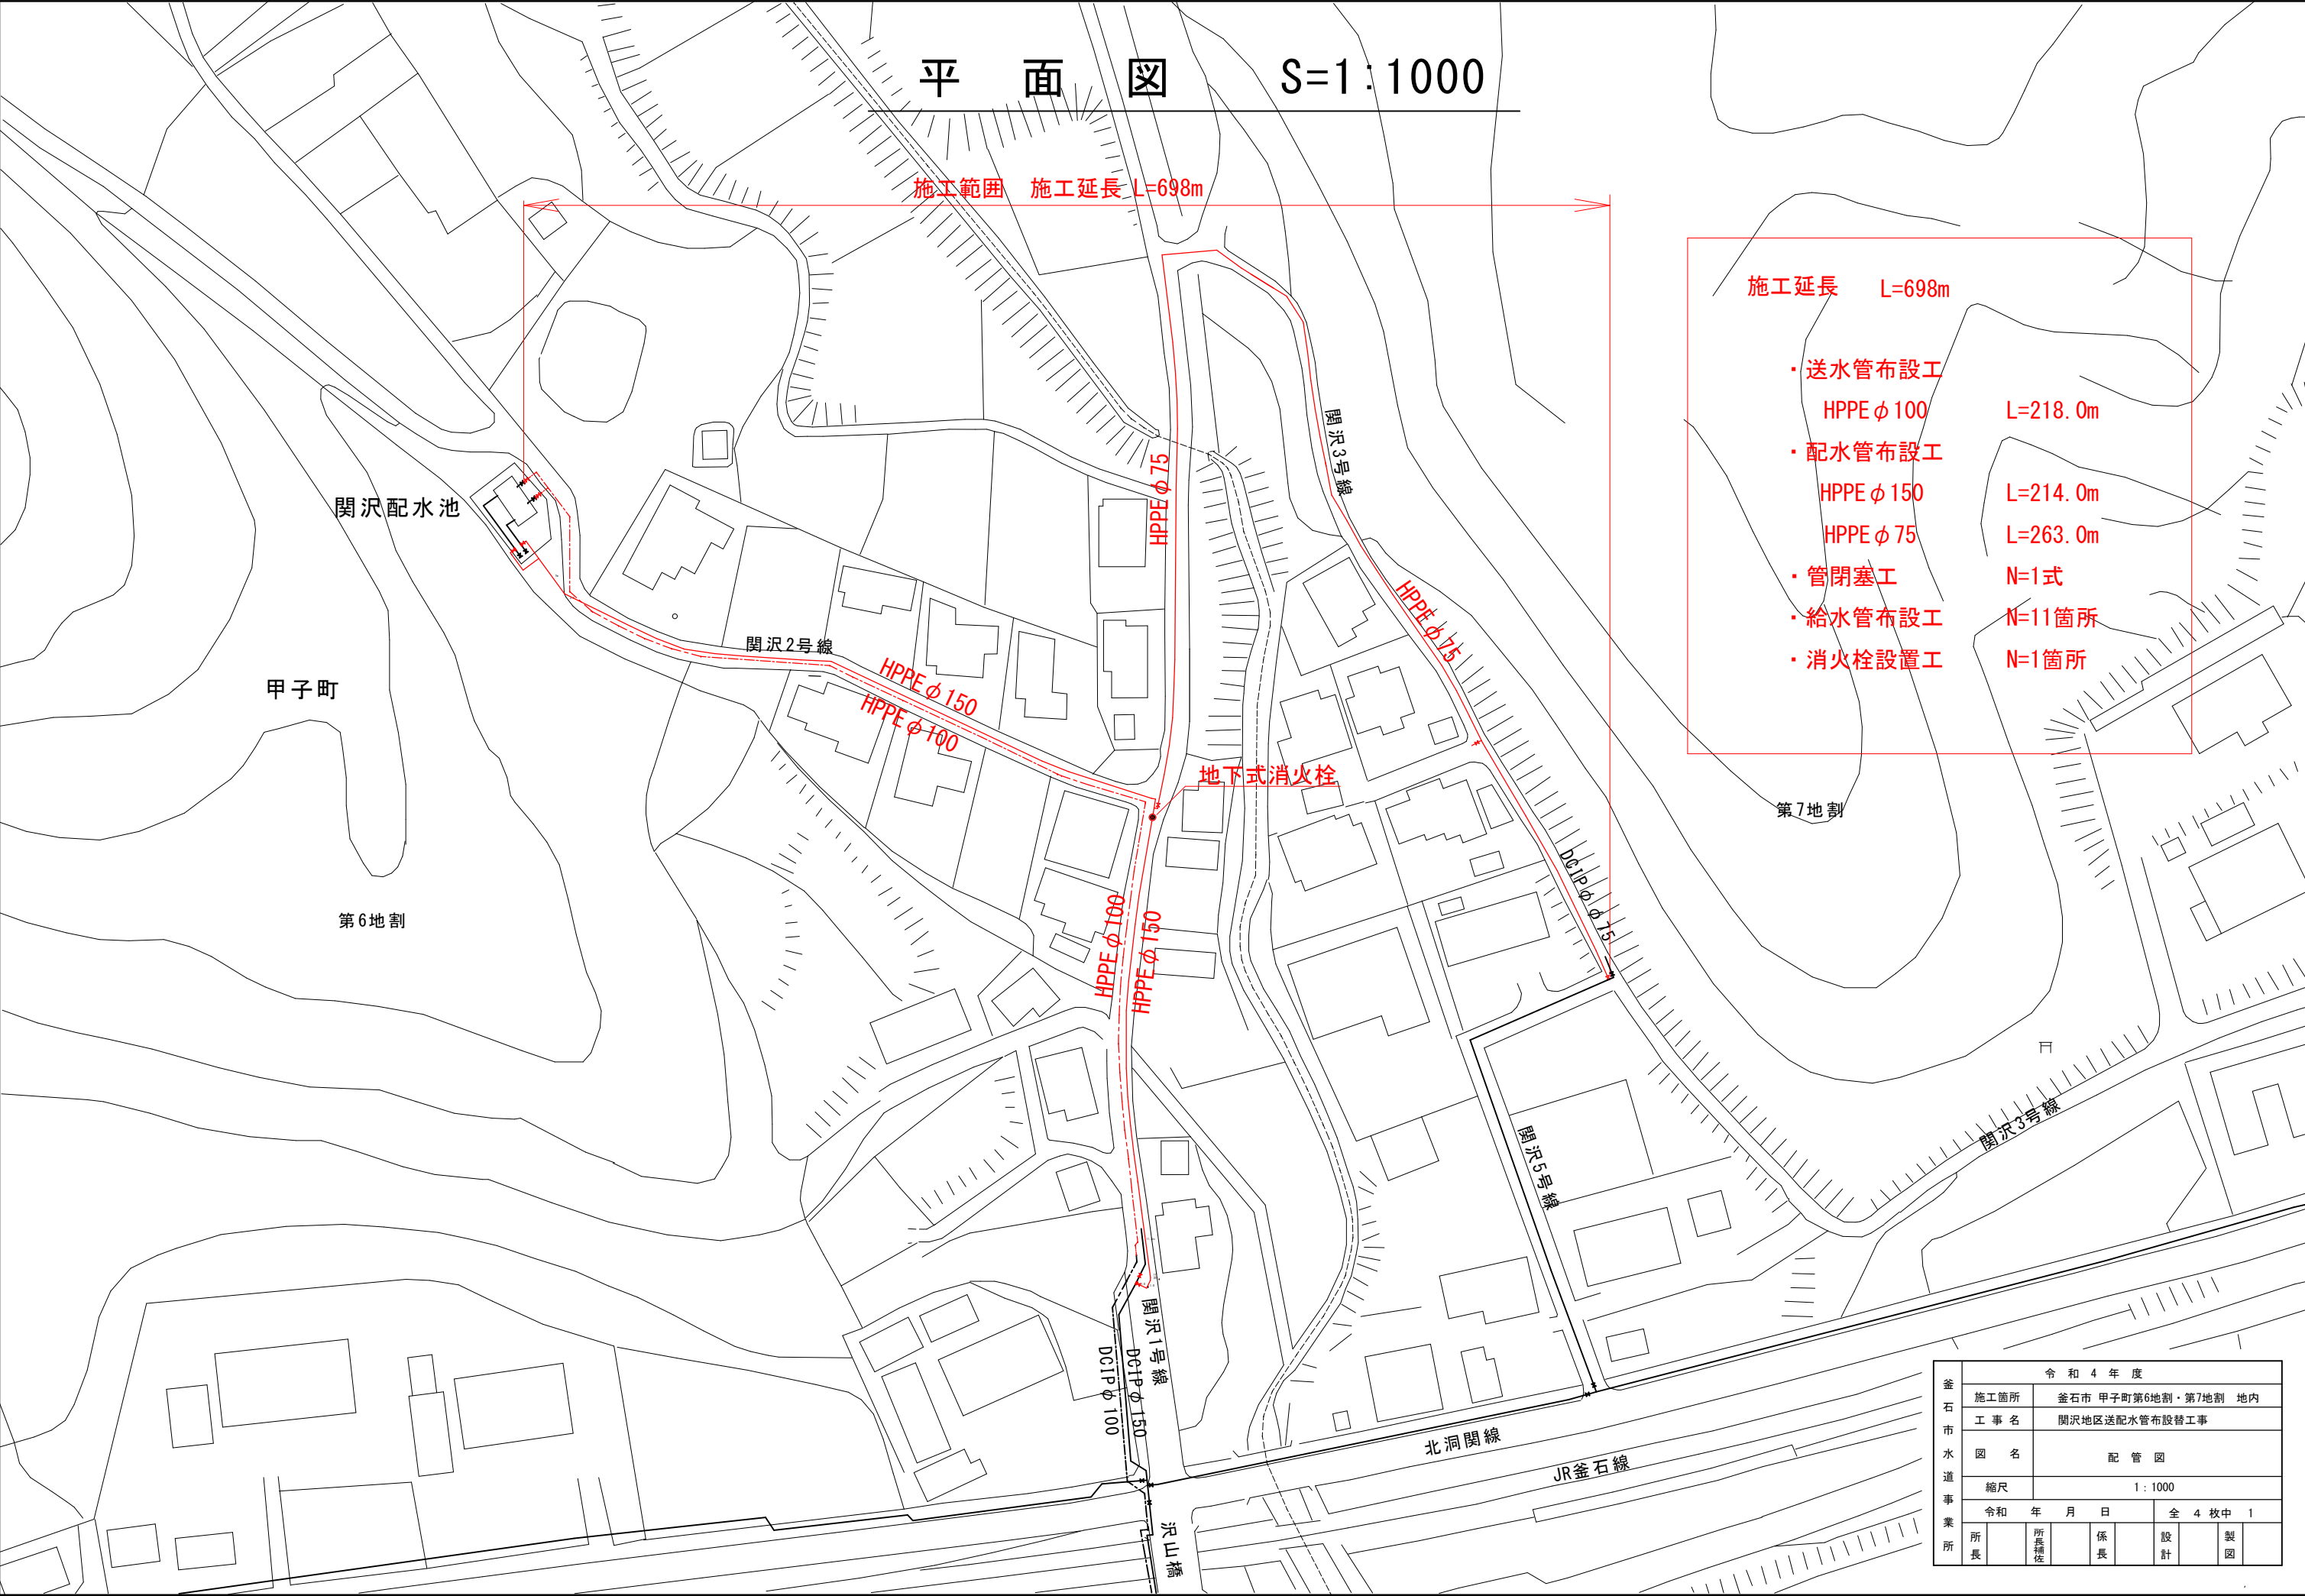 平 面 図 S=1:1000
施工範囲 施工延長 L=698m
施工延長 L=698m
・送水管布設工
HPPEφ100 L=218.0m
・配水管布設工
HPPEφ150 L=214.0m
HPPEφ75 L=263.0m
・管閉塞工 N=1式
・給水管布設工 N=11箇所
・消火栓設置工 N=1箇所
関沢3号線
HPPEφ75
関沢配水池
HPPEφ75
関沢2号線
HPPEφ150
HPPEφ100
甲子町
地下式消火栓
第7地割
DCIPφφ75
第6地割
HPPEφ100
HPPEφ150
関沢3号線
関沢5号線
関沢1号線
DCIPφ100
DCIPφ150
北洞関線
JR釜石線
沢山橋
釜石市水道事業所
令和4年度
施工箇所 釜石市 甲子町第6地割・第7地割 地内
工事名 関沢地区送配水管布設替工事
図名 配管図
縮尺 1:1000
令和 年 月 日 全 4 枚中 1
所長 所長補佐 係長 設計 製図